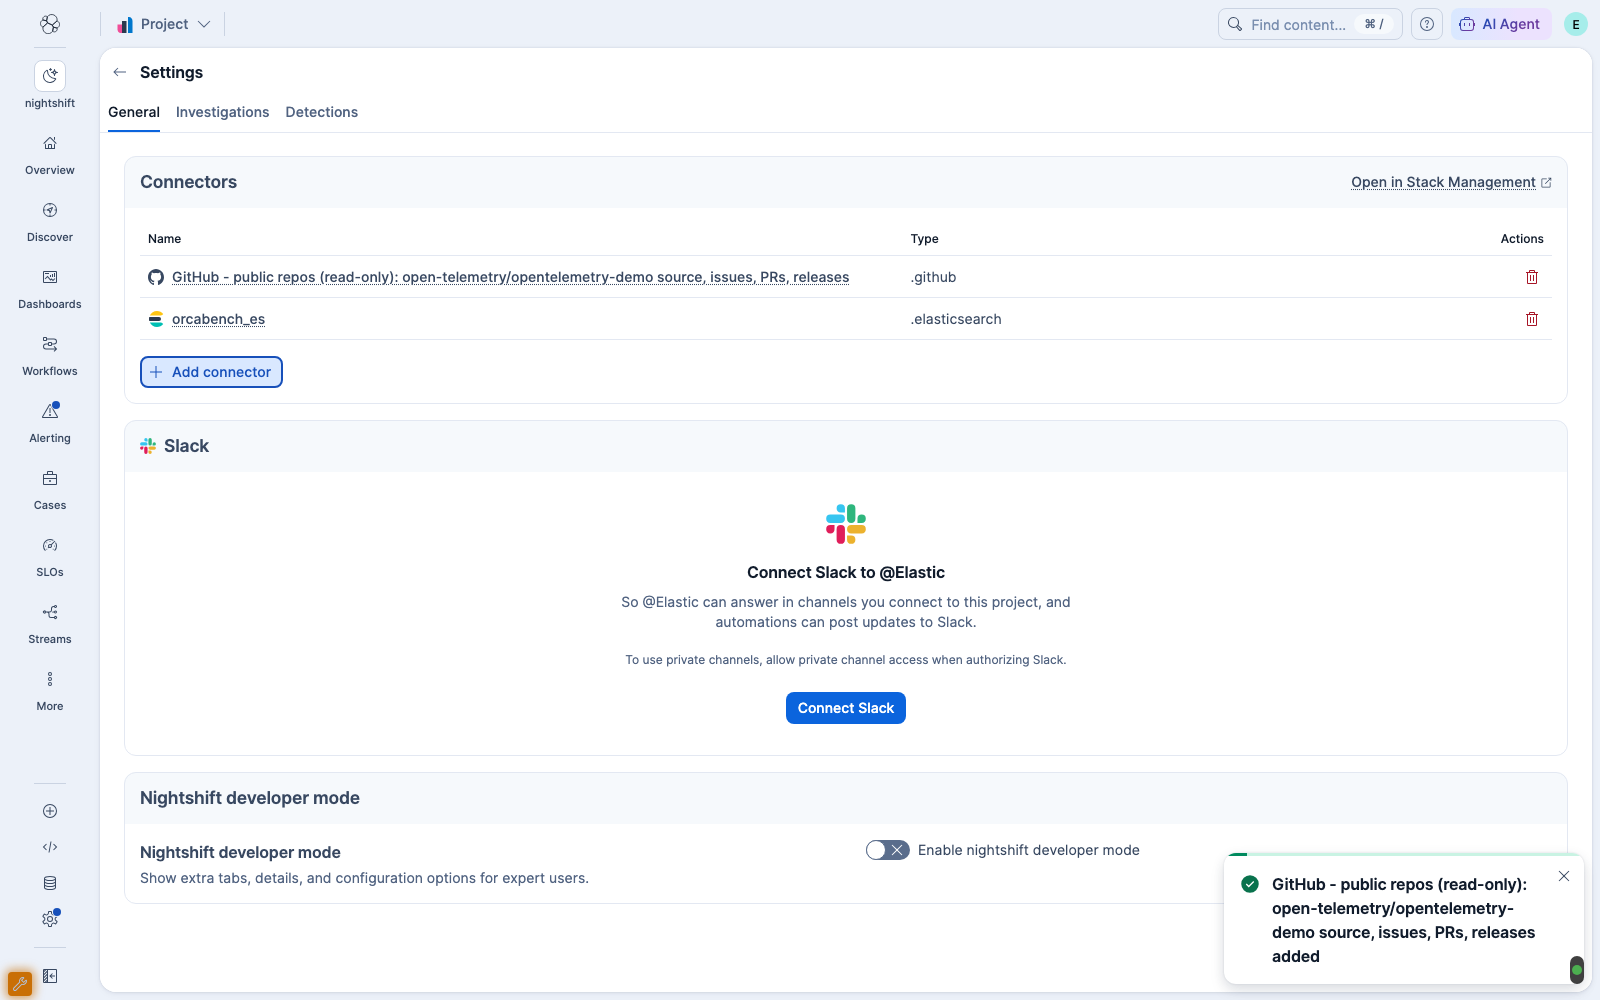 Project
Find content...
⌘ /
AI Agent
E
nightshift
Overview
Discover
Dashboards
Workflows
Alerting
Cases
SLOs
Streams
More
Settings
General
Investigations
Detections
Connectors
Open in Stack Management
Name
Type
Actions
GitHub - public repos (read-only): open-telemetry/opentelemetry-demo source, issues, PRs, releases
.github
orcabench_es
.elasticsearch
Add connector
Slack
Connect Slack to @Elastic
So @Elastic can answer in channels you connect to this project, and
automations can post updates to Slack.
To use private channels, allow private channel access when authorizing Slack.
Connect Slack
Nightshift developer mode
Nightshift developer mode
Show extra tabs, details, and configuration options for expert users.
Enable nightshift developer mode
GitHub - public repos (read-only):
open-telemetry/opentelemetry-
demo source, issues, PRs, releases
added